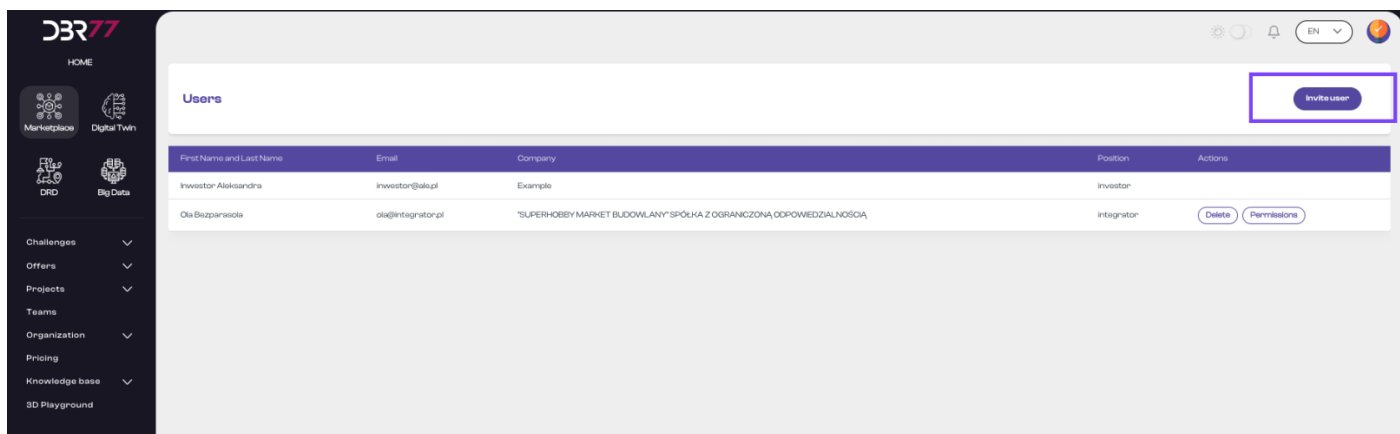 DBR77
EN
HOME
Marketplace
Digital Twin
DRD
Big Data
Challenges
Offers
Projects
Teams
Organization
Pricing
Knowledge base
3D Playground
Users
Invite user
First Name and Last Name Email Company Position Actions
Inwestor Aleksandra inwestor@ale.pl Example investor
Ola Bezparasola ola@integrator.pl "SUPERHOBBY MARKET BUDOWLANY" SPÓŁKA Z OGRANICZONĄ ODPOWIEDZIALNOŚCIĄ integrator Delete Permissions